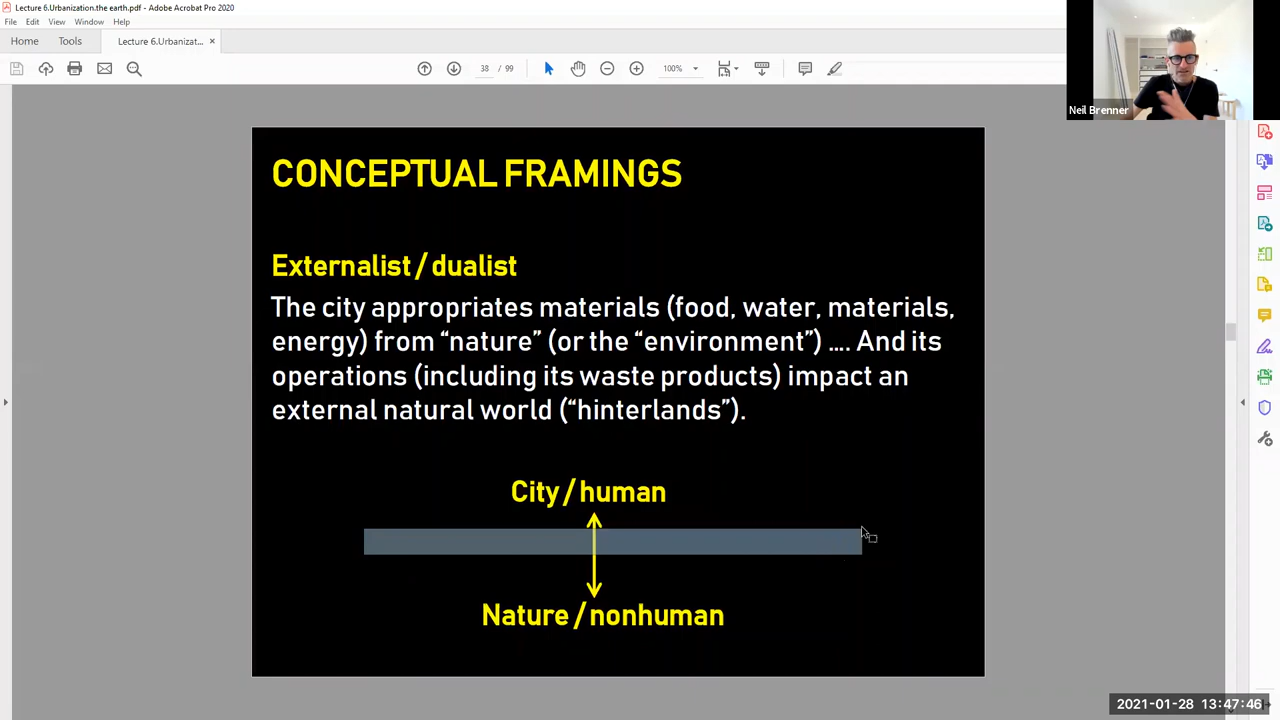 Lecture 6.Urbanization.the earth.pdf - Adobe Acrobat Pro 2020
File Edit View Window Help
Home Tools Lecture 6.Urbanizat... ×
38 / 99 100%
Neil Brenner
CONCEPTUAL FRAMINGS
Externalist / dualist
The city appropriates materials (food, water, materials,
energy) from “nature” (or the “environment”) .... And its
operations (including its waste products) impact an
external natural world (“hinterlands”).
City / human
Nature / nonhuman
2021-01-28 13:47:46